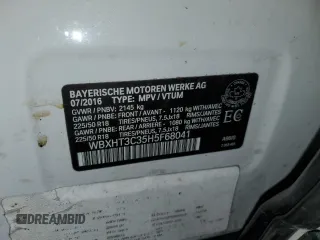 BAYERISCHE MOTOREN WERKE AG
07/2016 TYPE: MPV / VTUM
GVWR / PNBV: 2145 kg
GAWR / PNBE: FRONT/AVANT - 1120 kg WITH/AVEC
225/50 R18 TIRES/PNEUS, 7.5Jx18 RIMS/JANTES
GAWR / PNBE: REAR/ARRIERE - 1080 kg WITH/AVEC
225/50 R18 TIRES/PNEUS, 7.5Jx18 RIMS/JANTES
WBXHT3C35H5F68041
EC
DREAMBID
© AutoBidMaster